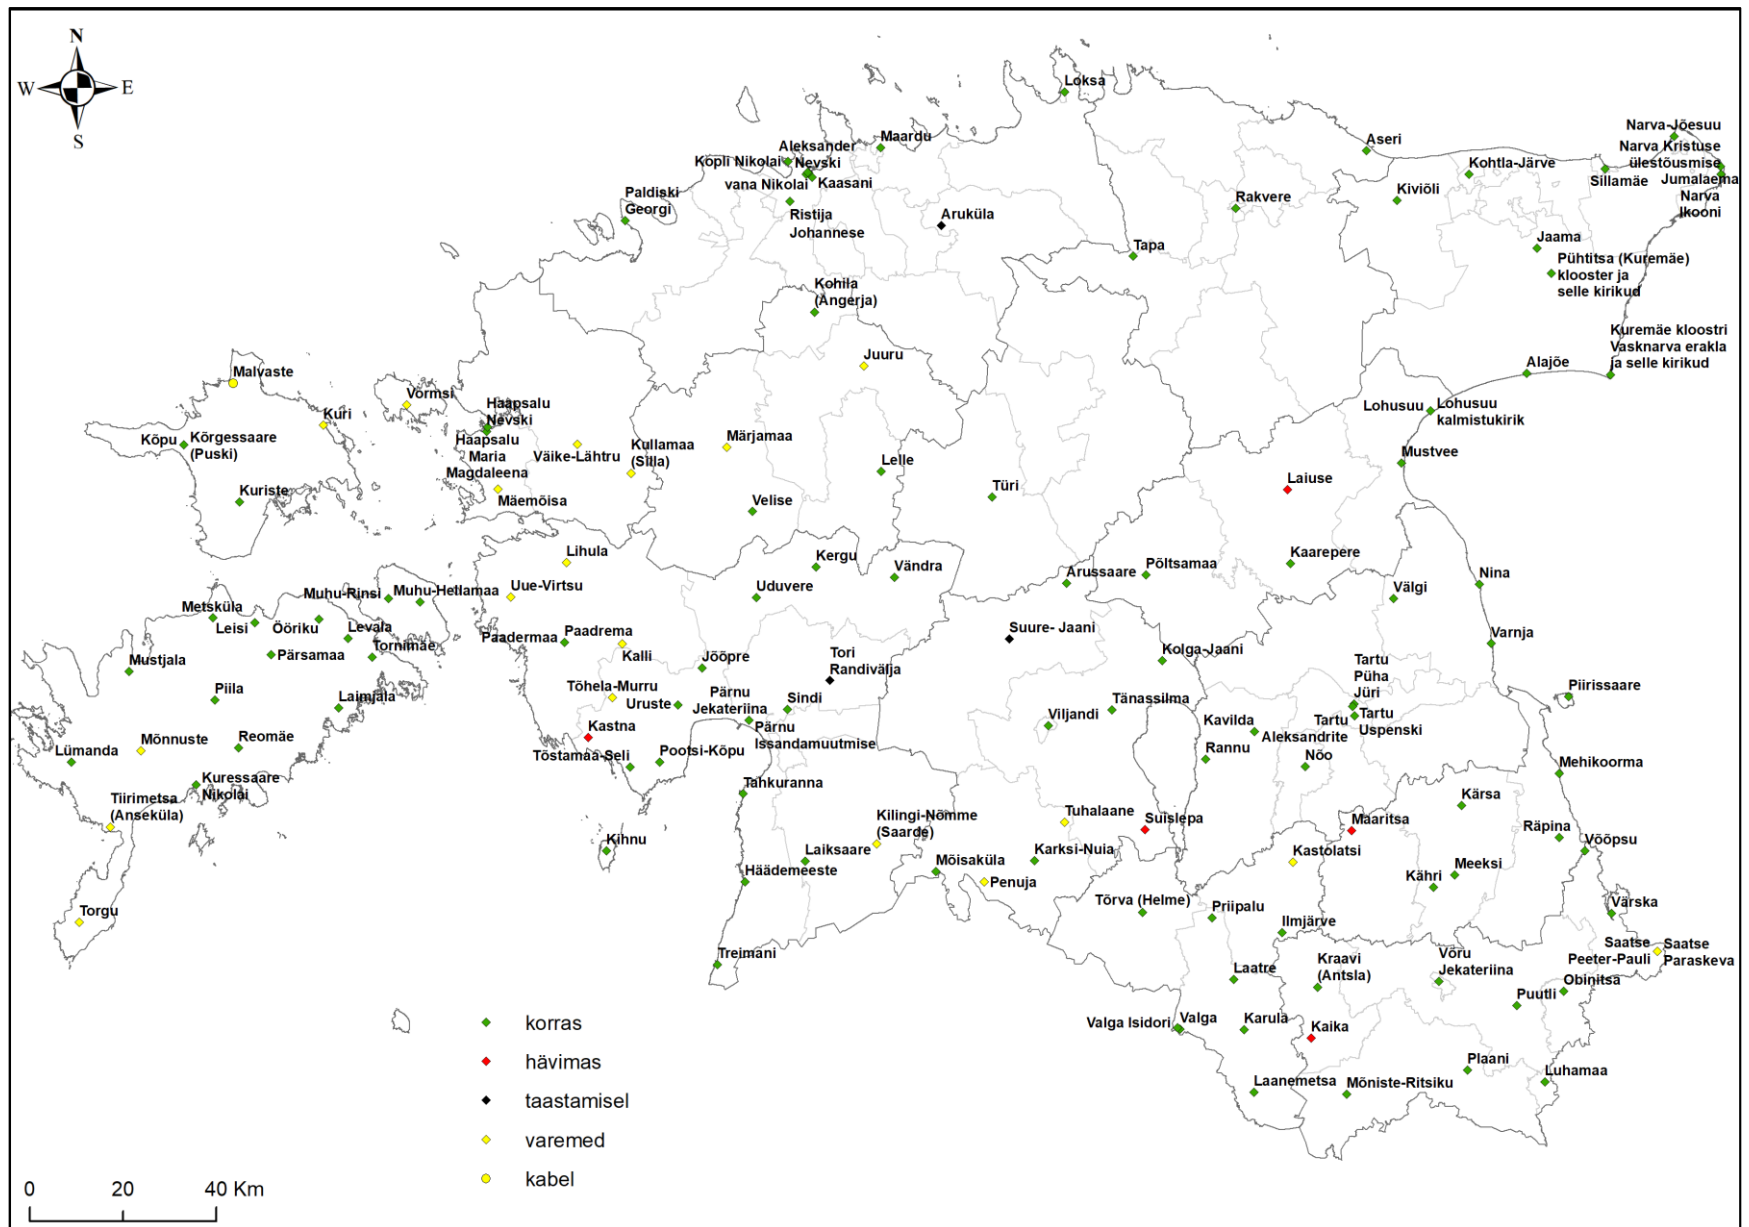 N
W
E
S
Loksa
Maardu
Aleksander
Nevski
Kopli Nikolai
vana Nikolai
Kaasani
Paldiski
Georgi
Ristija
Johannese
Aruküla
Tapa
Rakvere
Aseri
Kiviõli
Kohtla-Järve
Sillamäe
Narva-Jõesuu
Narva Kristuse
ülestõusmise
Jumalaema
Narva
Ikooni
Jaama
Pühtitsa (Kuremäe)
klooster ja
selle kirikud
Kuremäe kloostri
Vasknarva erakla
ja selle kirikud
Alajõe
Lohusuu
Lohusuu
kalmistukirik
Mustvee
Kohila
(Angerja)
Juuru
Malvaste
Vormsi
Kuri
Kõpu
Kõrgessaare
(Puski)
Kuriste
Haapsalu
Nevski
Haapsalu
Maria
Magdaleena
Mäemõisa
Väike-Lähtru
Kullamaa
(Silla)
Märjamaa
Velise
Lelle
Türi
Laiuse
Kaarepere
Põltsamaa
Arussaare
Välgi
Nina
Varnja
Piirissaare
Lihula
Uue-Virtsu
Kergu
Vändra
Uduvere
Muhu-Rinsi
Muhu-Hellamaa
Metsküla
Leisi
Ööriku
Levala
Tornimäe
Pärsamaa
Mustjala
Piila
Laimjala
Mõnnuste
Reomäe
Lümanda
Kuressaare
Nikolai
Tiirimetsa
(Anseküla)
Torgu
Paadermaa
Paadrema
Kalli
Jööpre
Tori
Randivälja
Tõhela-Murru
Uruste
Pärnu
Jekateriina
Sindi
Kastna
Pärnu
Issandamuutmise
Tõstamaa-Seli
Pootsi-Kõpu
Tahkuranna
Kihnu
Suure- Jaani
Kolga-Jaani
Tänassilma
Viljandi
Tartu
Püha
Jüri
Kavilda
Tartu
Aleksandrite
Tartu
Uspenski
Rannu
Nõo
Mehikoorma
Kärsa
Räpina
Võõpsu
Maaritsa
Kastolatsi
Meeksi
Kähri
Värska
Saatse
Peeter-Pauli
Saatse
Paraskeva
Obinitsa
Tuhalaane
Suislepa
Karksi-Nuia
Kilingi-Nõmme
(Saarde)
Laiksaare
Häädemeeste
Mõisaküla
Penuja
Tõrva (Helme)
Priipalu
Ilmjärve
Treimani
Laatre
Kraavi
(Antsla)
Võru
Jekateriina
Puutli
Valga Isidori
Valga
Karula
Kaika
Plaani
Luhamaa
Laanemetsa
Mõniste-Ritsiku
korras
hävimas
taastamisel
varemed
kabel
0 20 40 Km